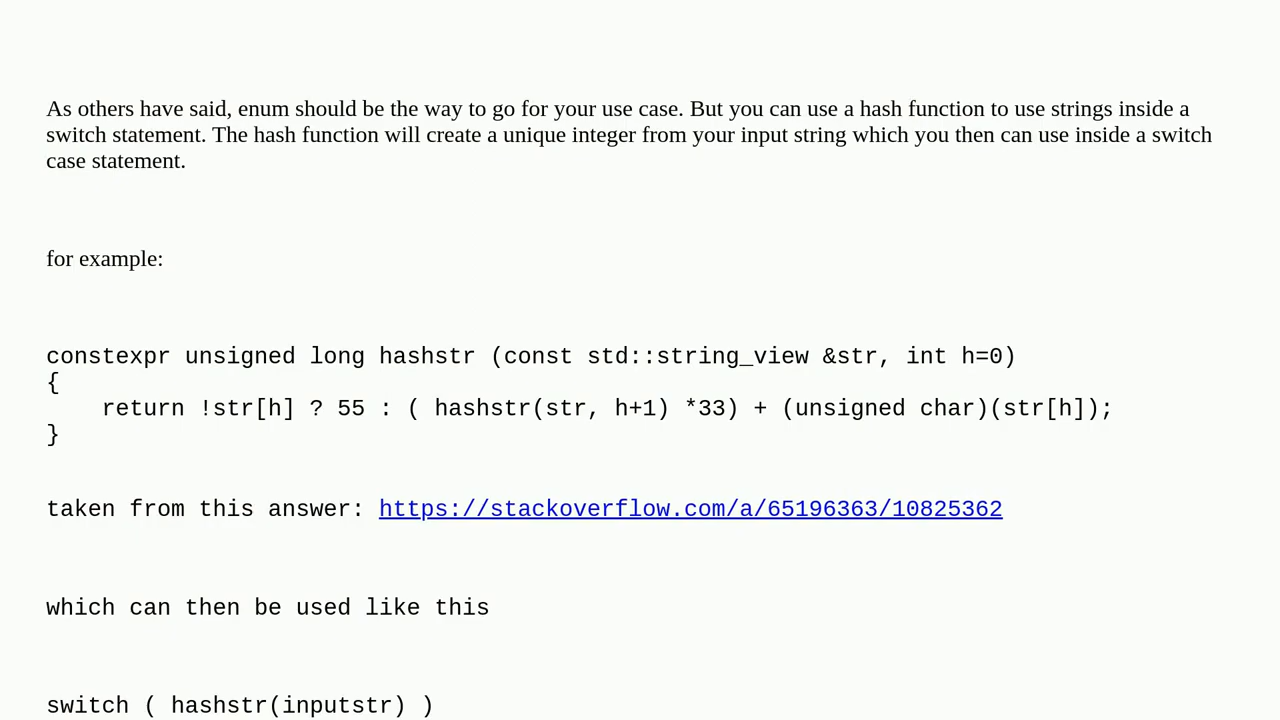 As others have said, enum should be the way to go for your use case. But you can use a hash function to use strings inside a
switch statement. The hash function will create a unique integer from your input string which you then can use inside a switch
case statement.
for example:
constexpr unsigned long hashstr (const std::string_view &str, int h=0)
{
    return !str[h] ? 55 : ( hashstr(str, h+1) *33) + (unsigned char)(str[h]);
}
taken from this answer: https://stackoverflow.com/a/65196363/10825362
which can then be used like this
switch ( hashstr(inputstr) )